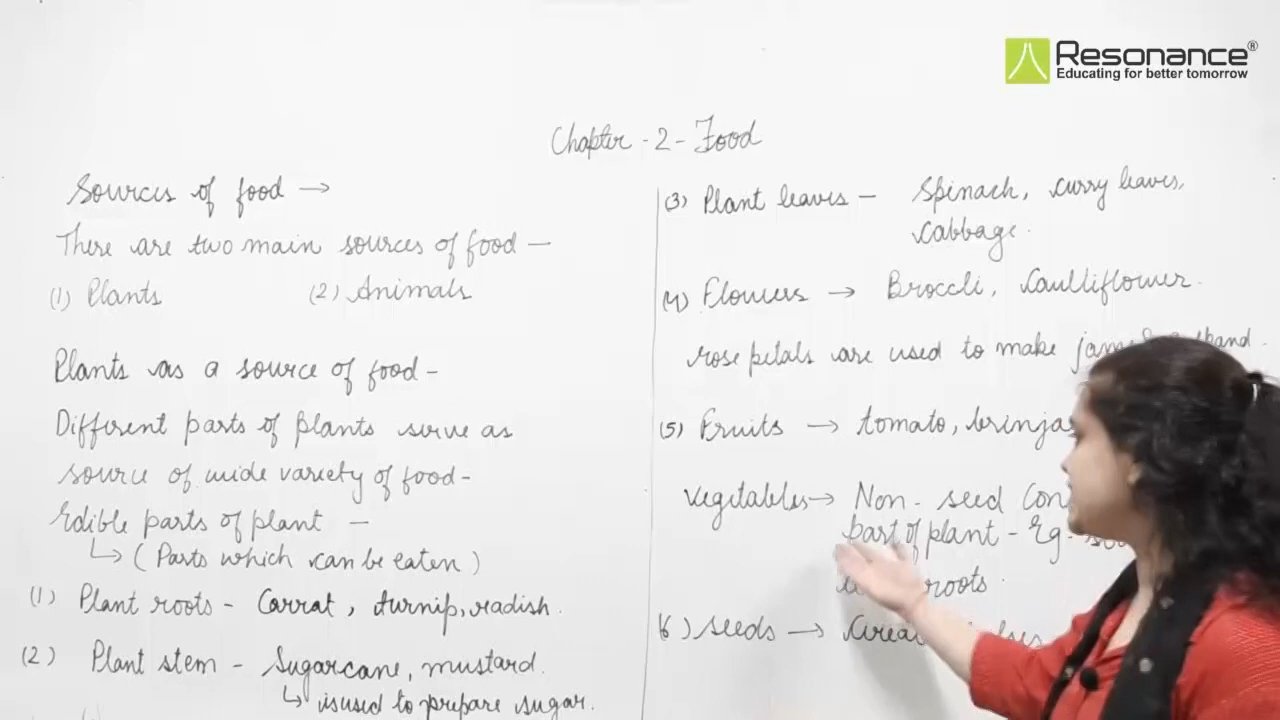 Resonance®
Educating for better tomorrow
Chapter - 2 - Food
Sources of food →
There are two main sources of food —
(1) Plants (2) Animals
Plants as a source of food -
Different parts of plants serve as
source of wide variety of food -
Edible parts of plant —
↳ (Parts which can be eaten)
(1) Plant roots - Carrat, turnip, radish.
(2) Plant stem - Sugarcane, mustard.
↳ is used to prepare sugar.
(3) Plant leaves - Spinach, curry leaves,
cabbage.
(4) Flowers → Broccli, Caulliflower.
rose petals are used to make
(5) Fruits → tomato,
vegetables → Non - seed
part of plant - Eg -
roots.
(6) seeds →